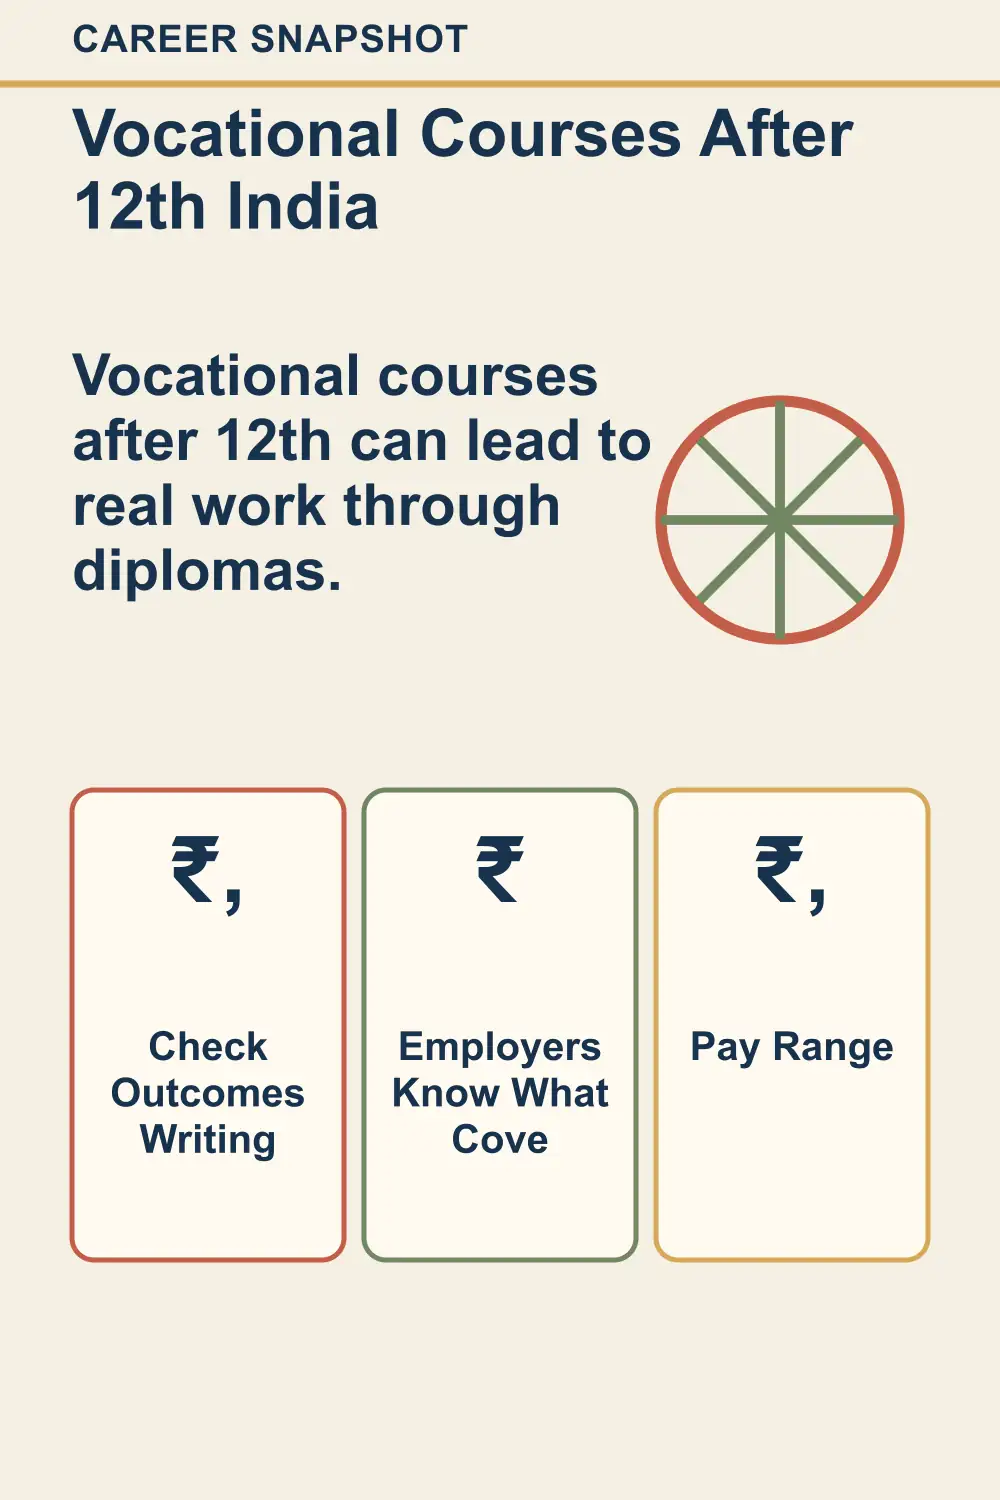 CAREER SNAPSHOT
Vocational Courses After
12th India
Vocational courses
after 12th can lead to
real work through
diplomas.
₹,
Check
Outcomes
Writing
₹
Employers
Know What
Cove
₹,
Pay Range